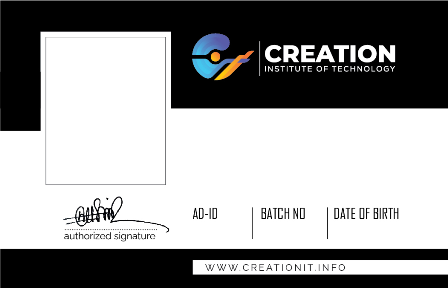 CREATION
INSTITUTE OF TECHNOLOGY
AD-ID
BATCH NO
DATE OF BIRTH
authorized signature
WWW.CREATIONIT.INFO